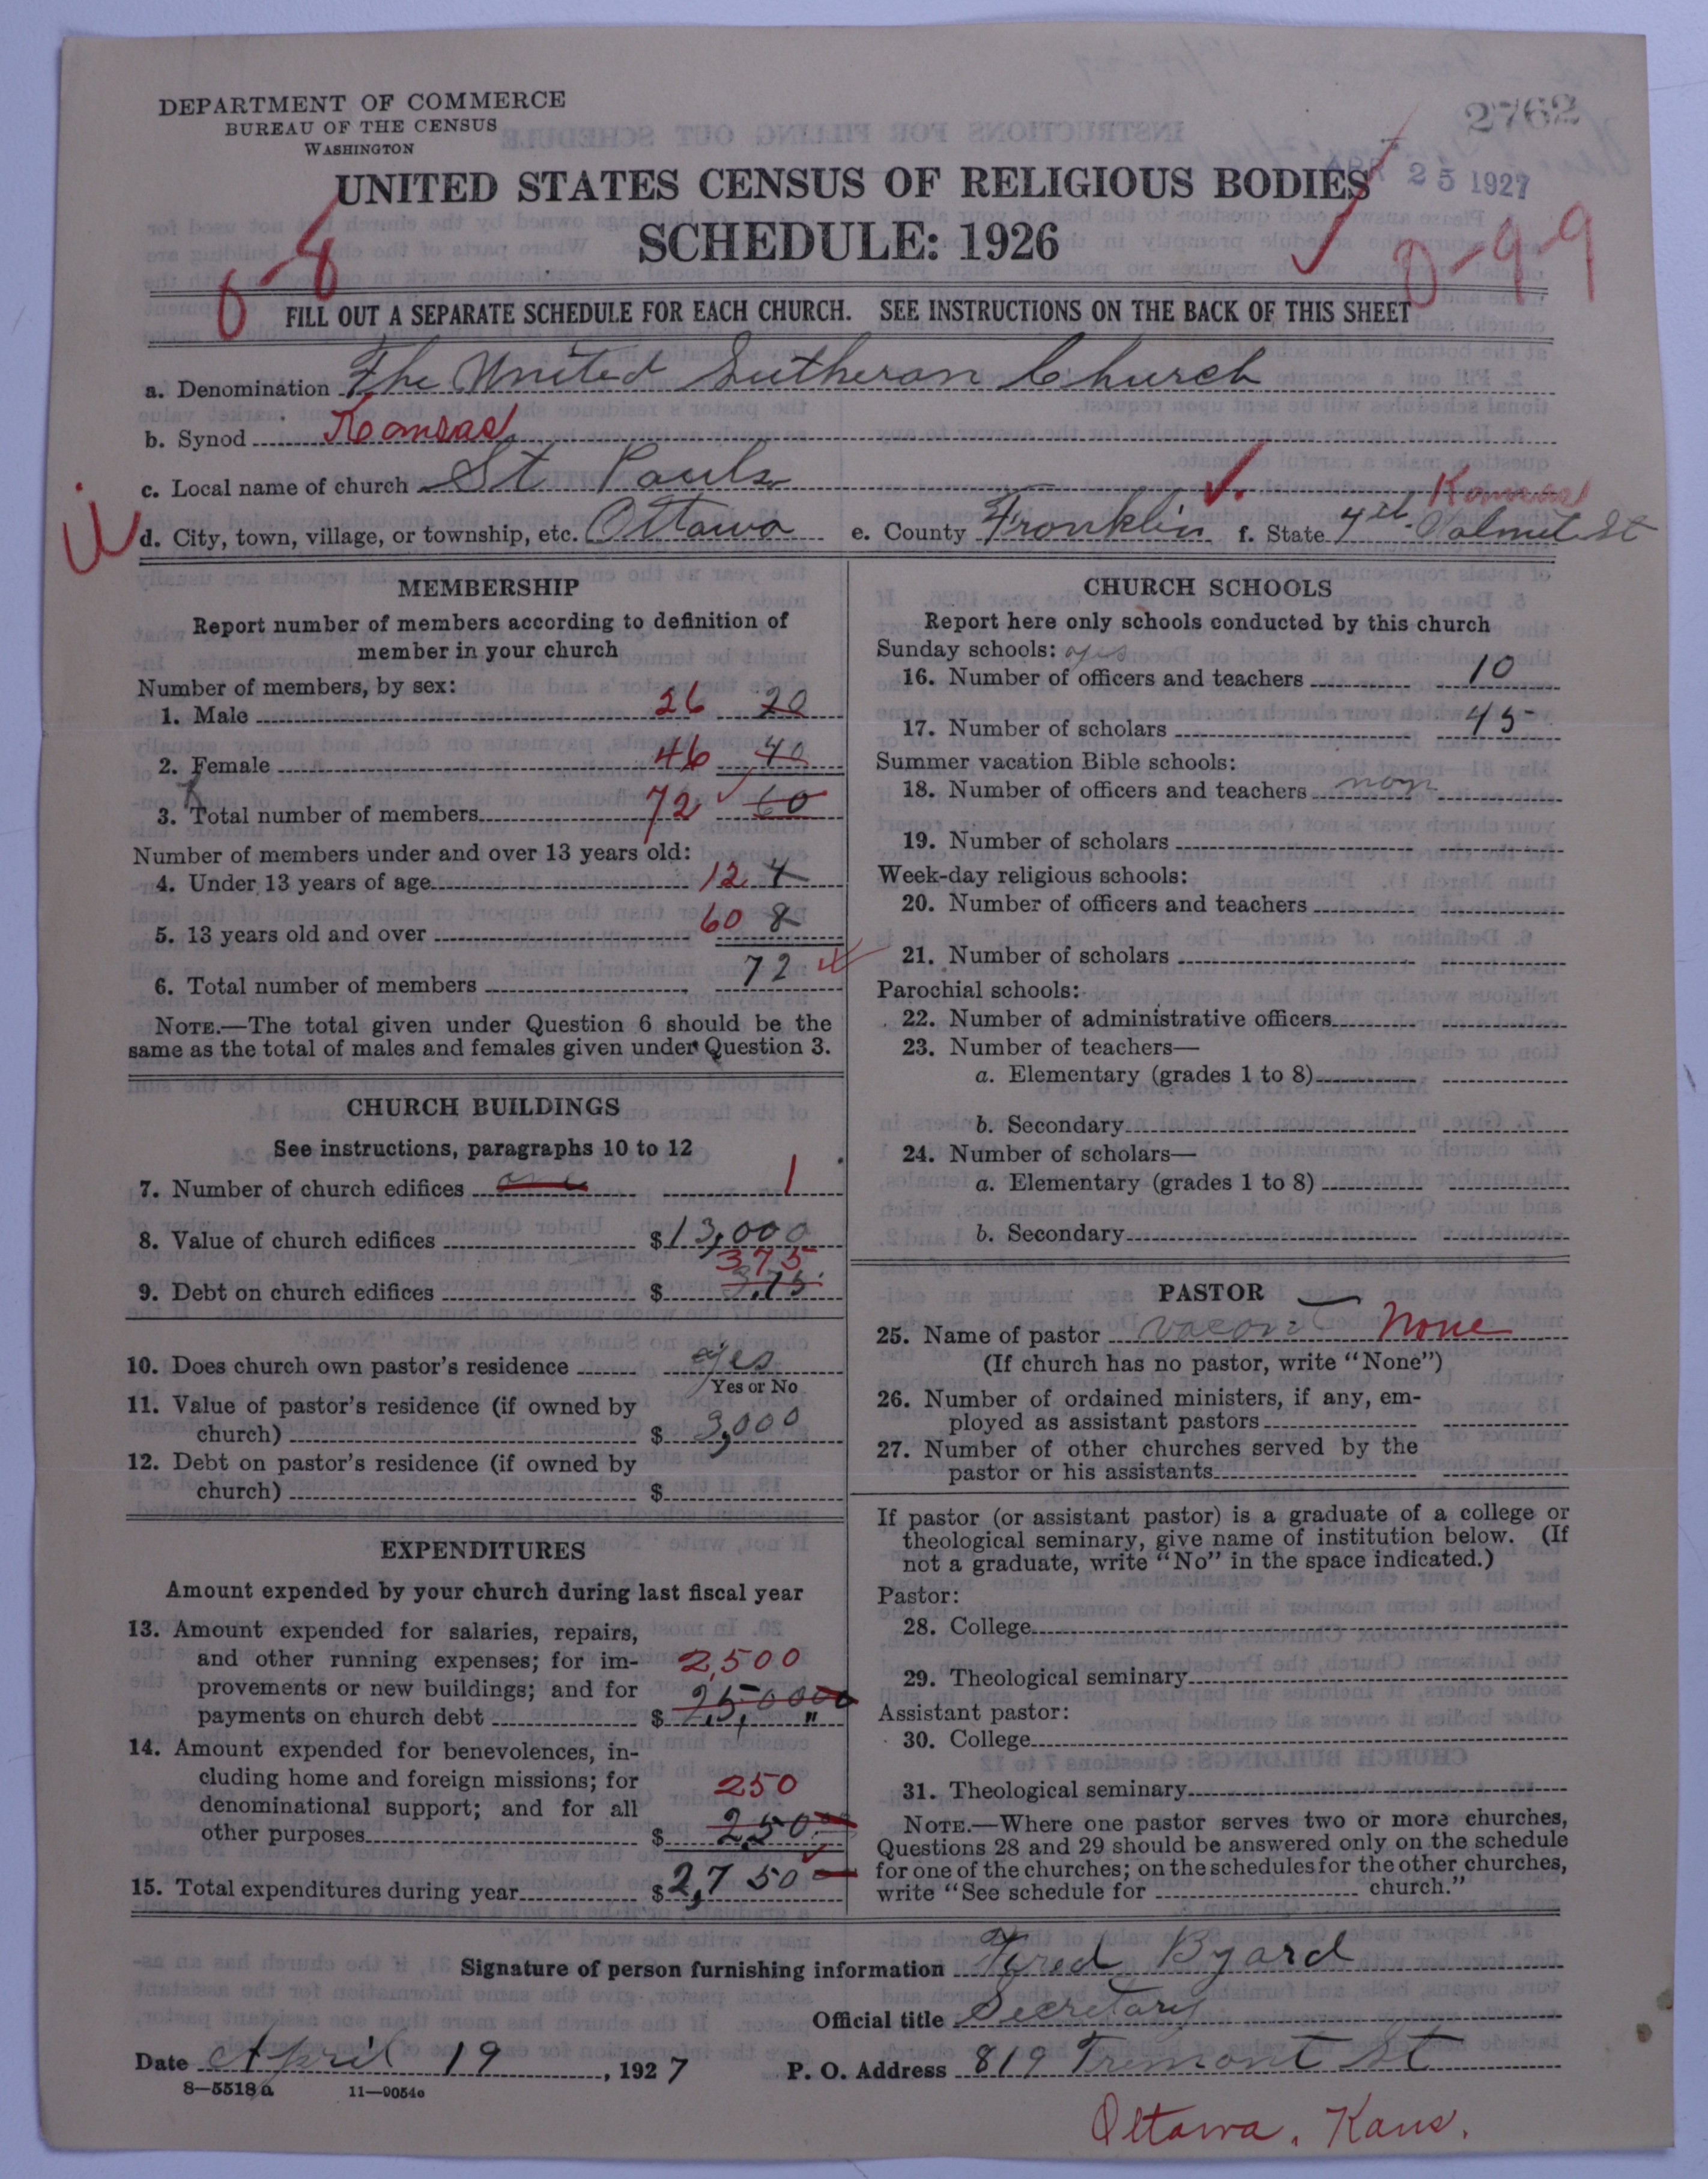 DEPARTMENT OF COMMERCE
BUREAU OF THE CENSUS
WASHINGTON
2762
APR 25 1927
UNITED STATES CENSUS OF RELIGIOUS BODIES
SCHEDULE: 1926
0-8
0-9-9
FILL OUT A SEPARATE SCHEDULE FOR EACH CHURCH. SEE INSTRUCTIONS ON THE BACK OF THIS SHEET
a. Denomination The United Lutheran Church
b. Synod Kansas
c. Local name of church St Pauls
Kansas
d. City, town, village, or township, etc. Ottawa e. County Franklin f. State 4th St
MEMBERSHIP
Report number of members according to definition of
member in your church
Number of members, by sex:
1. Male 26 20
2. Female 46 40
3. Total number of members 72 60
Number of members under and over 13 years old:
4. Under 13 years of age 12 4
5. 13 years old and over 60 8
6. Total number of members 72
NOTE.—The total given under Question 6 should be the
same as the total of males and females given under Question 3.
CHURCH BUILDINGS
See instructions, paragraphs 10 to 12
7. Number of church edifices one 1
8. Value of church edifices $13,000
375
9. Debt on church edifices $ 375
10. Does church own pastor's residence yes
Yes or No
11. Value of pastor's residence (if owned by
church) $ 3,000
12. Debt on pastor's residence (if owned by
church) $
EXPENDITURES
Amount expended by your church during last fiscal year
13. Amount expended for salaries, repairs,
and other running expenses; for im- 2,500
provements or new buildings; and for
payments on church debt $ 2,500 00
14. Amount expended for benevolences, in-
cluding home and foreign missions; for 250
denominational support; and for all
other purposes $ 250
15. Total expenditures during year $2,750
CHURCH SCHOOLS
Report here only schools conducted by this church
Sunday schools: yes
16. Number of officers and teachers 10
17. Number of scholars 45
Summer vacation Bible schools:
18. Number of officers and teachers non
19. Number of scholars
Week-day religious schools:
20. Number of officers and teachers
21. Number of scholars
Parochial schools:
22. Number of administrative officers
23. Number of teachers—
a. Elementary (grades 1 to 8)
b. Secondary
24. Number of scholars—
a. Elementary (grades 1 to 8)
b. Secondary
PASTOR
25. Name of pastor vacant None
(If church has no pastor, write "None")
26. Number of ordained ministers, if any, em-
ployed as assistant pastors
27. Number of other churches served by the
pastor or his assistants
If pastor (or assistant pastor) is a graduate of a college or
theological seminary, give name of institution below. (If
not a graduate, write "No" in the space indicated.)
Pastor:
28. College
29. Theological seminary
Assistant pastor:
30. College
31. Theological seminary
NOTE.—Where one pastor serves two or more churches,
Questions 28 and 29 should be answered only on the schedule
for one of the churches; on the schedules for the other churches,
write "See schedule for church."
Signature of person furnishing information Fred Byard
Official title Secretary
Date April 19, 1927 P. O. Address 819 Tremont St
8—5518a 11—9054c
Ottawa, Kans.